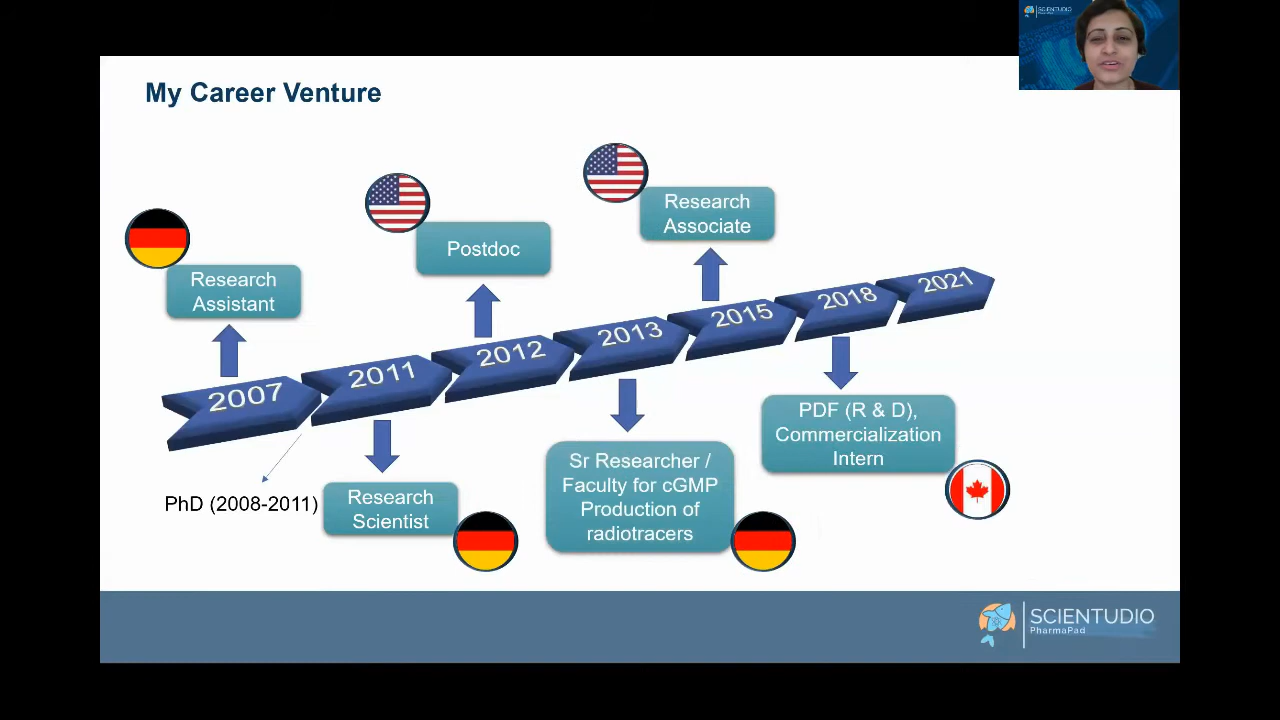 SCIENTUDIO
My Career Venture
Research
Associate
Postdoc
Research
Assistant
2007
2011
2012
2013
2015
2018
2021
PhD (2008-2011)
Research
Scientist
Sr Researcher /
Faculty for cGMP
Production of
radiotracers
PDF (R & D),
Commercialization
Intern
SCIENTUDIO
PharmaPad